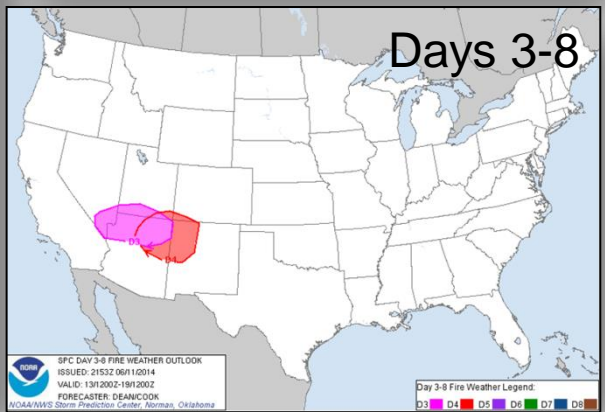 Days 3-8
D3
D4
NOAA
SPC DAY 3-8 FIRE WEATHER OUTLOOK
ISSUED: 2153Z 06/11/2014
VALID: 13/1200Z-19/1200Z
FORECASTER: DEAN/COOK
NOAA/NWS Storm Prediction Center, Norman, Oklahoma
Day 3-8 Fire Weather Legend:
D3 D4 D5 D6 D7 D8